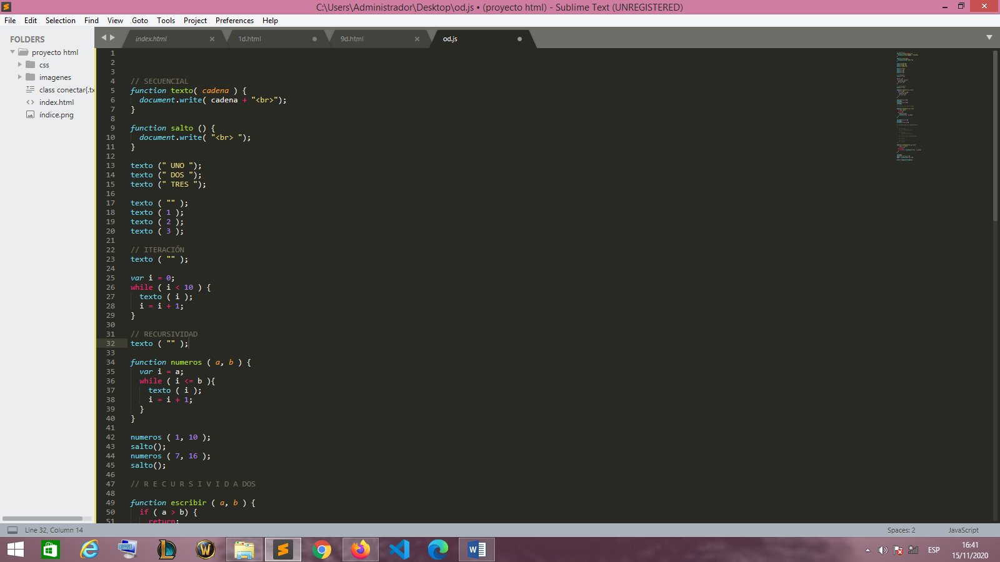 C:\Users\Administrador\Desktop\od.js • (proyecto html) - Sublime Text (UNREGISTERED)
File Edit Selection Find View Goto Tools Project Preferences Help
FOLDERS
proyecto html
css
imagenes
class conectar{.tx
index.html
índice.png
index.html 1d.html 9d.html od.js
1
2
3
4 // SECUENCIAL
5 function texto( cadena ) {
6 document.write( cadena + "<br>");
7 }
8
9 function salto () {
10 document.write( "<br> ");
11 }
12
13 texto (" UNO ");
14 texto (" DOS ");
15 texto (" TRES ");
16
17 texto ( "" );
18 texto ( 1 );
19 texto ( 2 );
20 texto ( 3 );
21
22 // ITERACIÓN
23 texto ( "" );
24
25 var i = 0;
26 while ( i < 10 ) {
27 texto ( i );
28 i = i + 1;
29 }
30
31 // RECURSIVIDAD
32 texto ( "" );
33
34 function numeros ( a, b ) {
35 var i = a;
36 while ( i <= b ){
37 texto ( i );
38 i = i + 1;
39 }
40 }
41
42 numeros ( 1, 10 );
43 salto();
44 numeros ( 7, 16 );
45 salto();
46
47 // R E C U R S I V I D A DOS
48
49 function escribir ( a, b ) {
50 if ( a > b) {
51 return;
Line 32, Column 14 Spaces: 2 JavaScript
ESP
16:41
15/11/2020